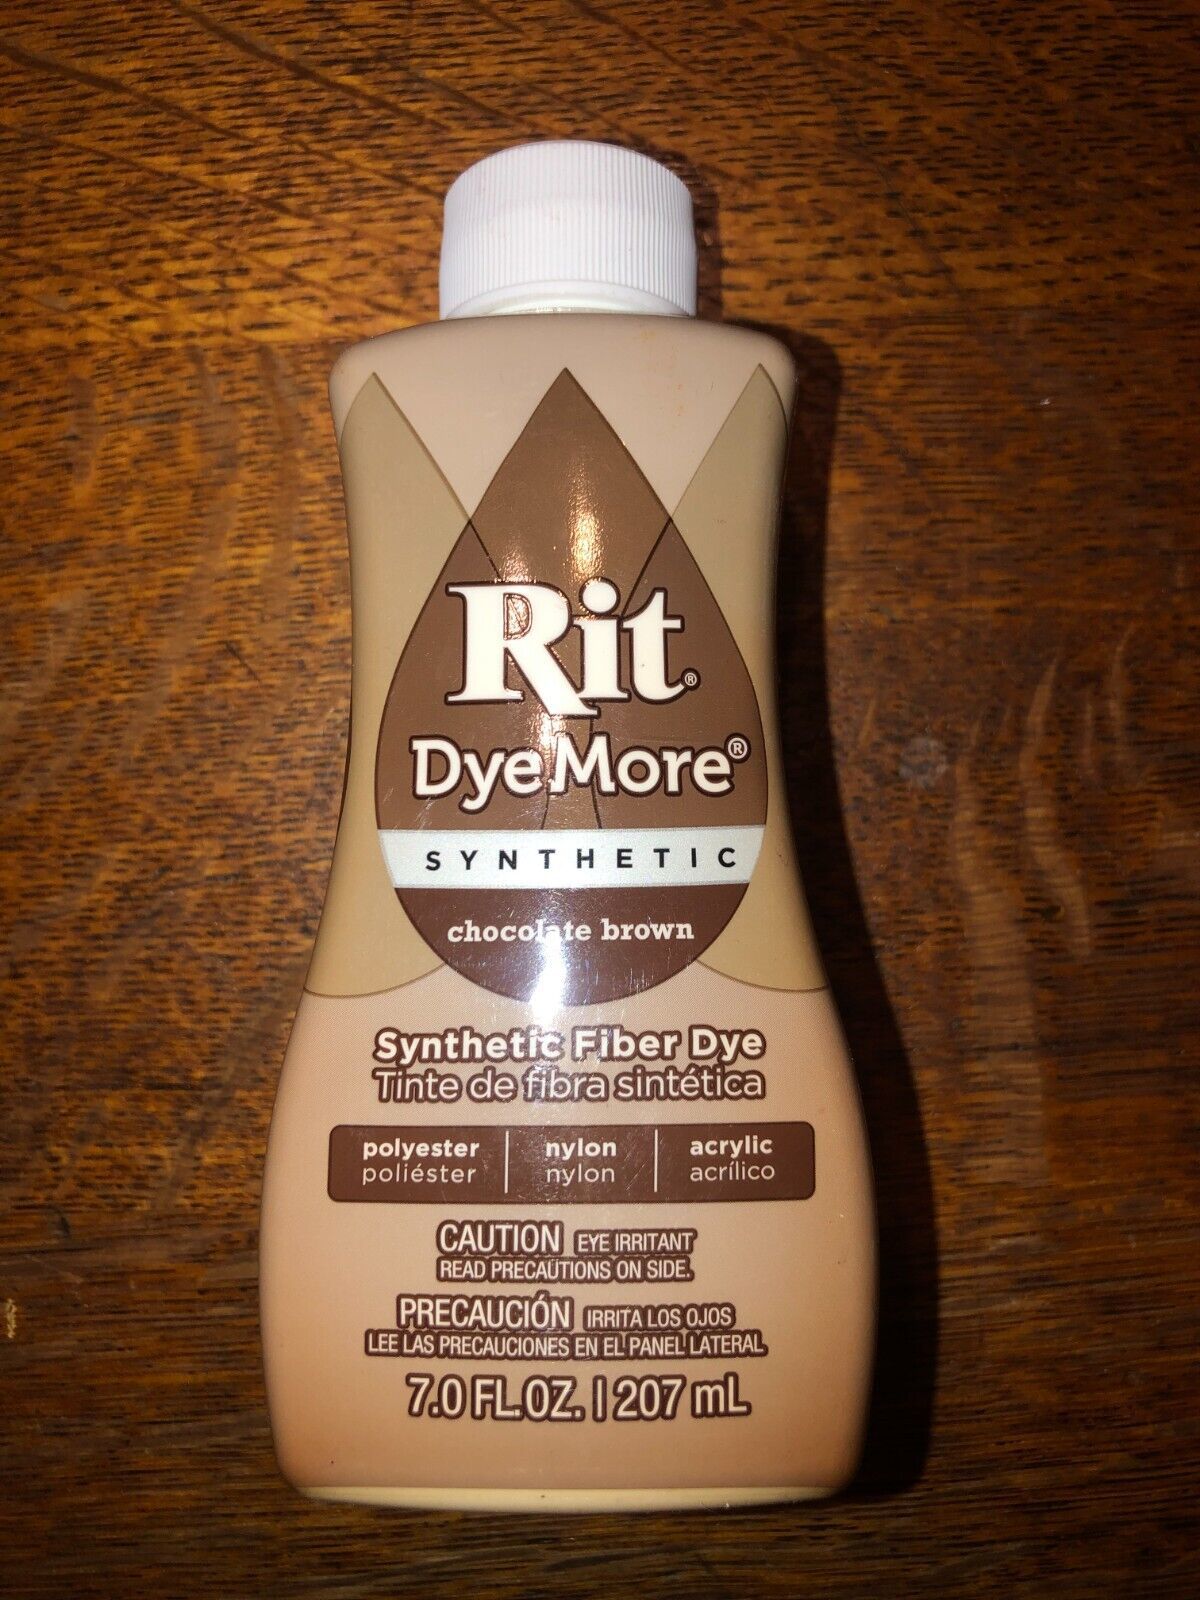 Rit®
DyeMore®
SYNTHETIC
chocolate brown
Synthetic Fiber Dye
Tinte de fibra sintética
polyester | nylon | acrylic
poliéster | nylon | acrílico
CAUTION EYE IRRITANT
READ PRECAUTIONS ON SIDE.
PRECAUCIÓN IRRITA LOS OJOS
LEE LAS PRECAUCIONES EN EL PANEL LATERAL
7.0 FL.OZ. | 207 mL